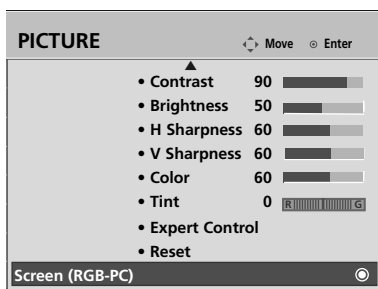 PICTURE Move Enter
• Contrast 90
• Brightness 50
• H Sharpness 60
• V Sharpness 60
• Color 60
• Tint 0 R G
• Expert Control
• Reset
Screen (RGB-PC)